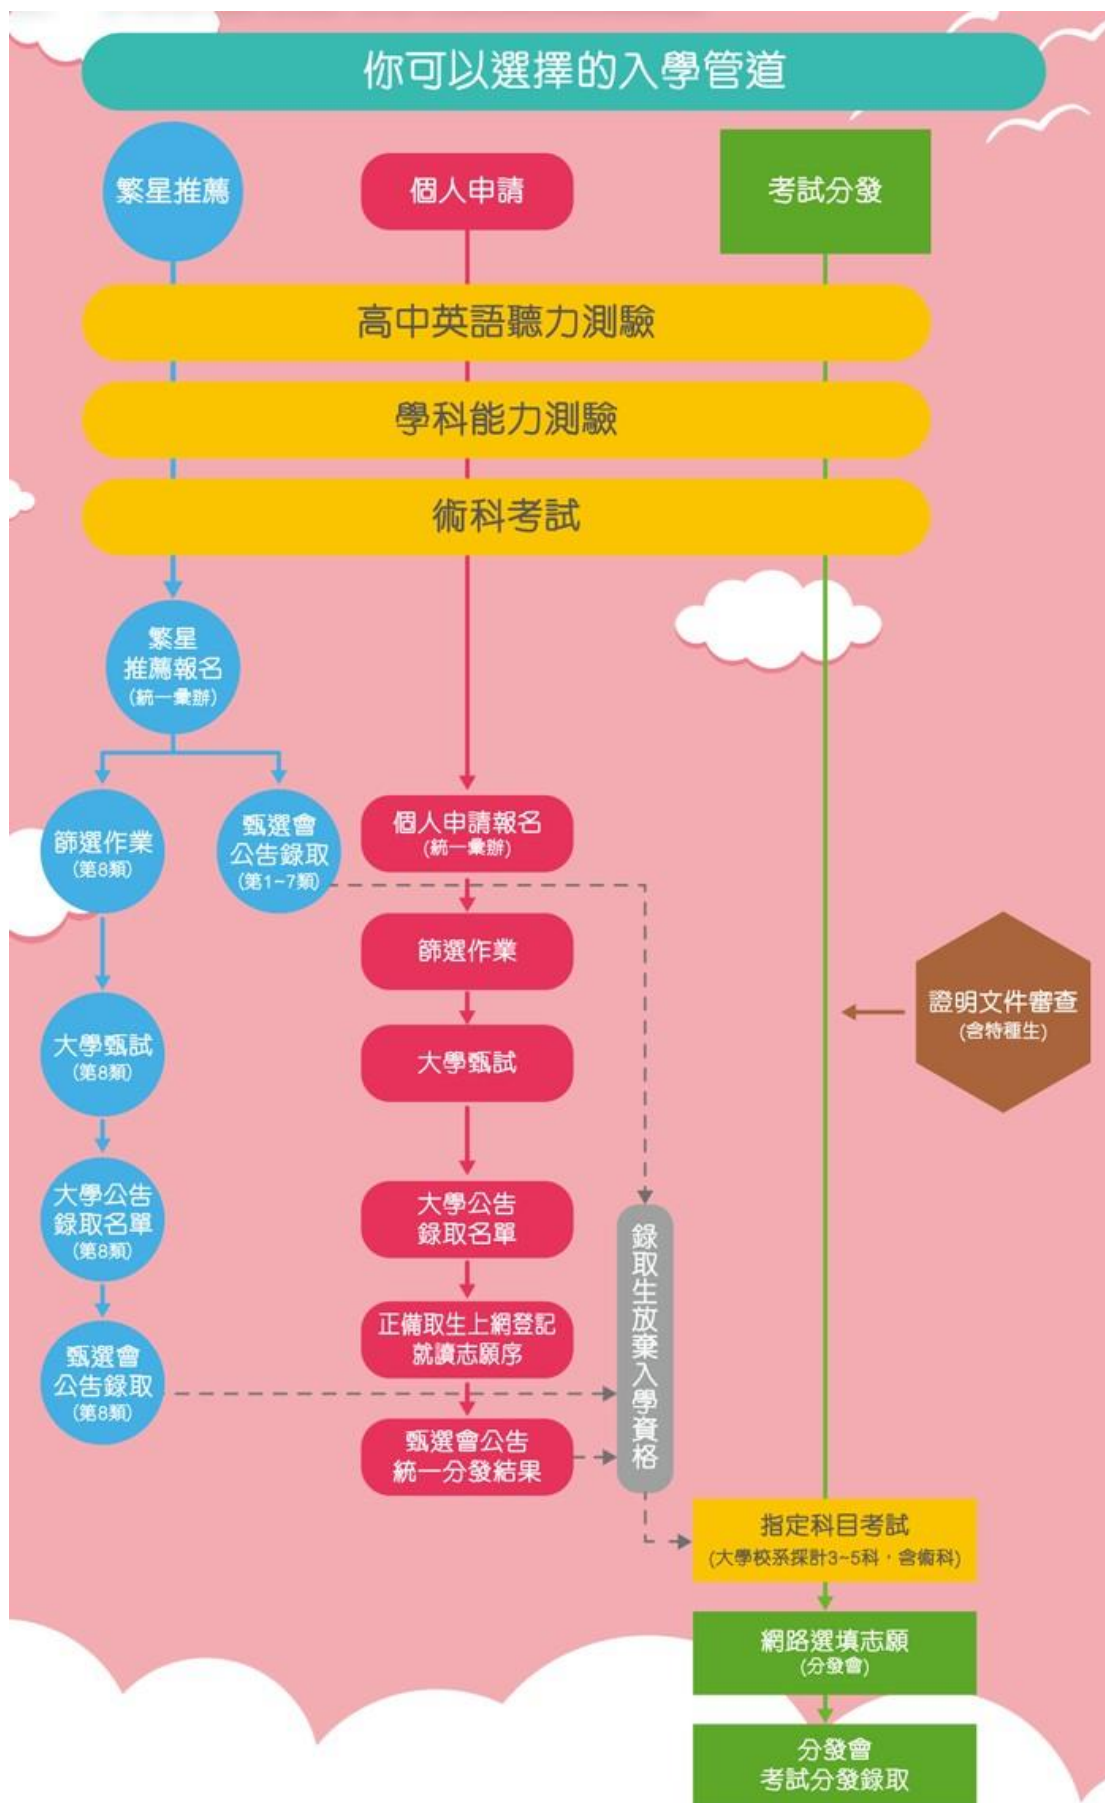 你可以選擇的入學管道
繁星推薦
個人申請
考試分發
高中英語聽力測驗
學科能力測驗
術科考試
繁星
推薦報名
(統一彙辦)
篩選作業
(第8類)
甄選會
公告錄取
(第1~7類)
個人申請報名
(統一彙辦)
篩選作業
證明文件審查
(含特種生)
大學甄試
(第8類)
大學甄試
大學公告
錄取名單
(第8類)
大學公告
錄取名單
錄取生放棄入學資格
正備取生上網登記
就讀志願序
甄選會
公告錄取
(第8類)
甄選會公告
統一分發結果
指定科目考試
(大學校系採計3~5科，含術科)
網路選填志願
(分發會)
分發會
考試分發錄取